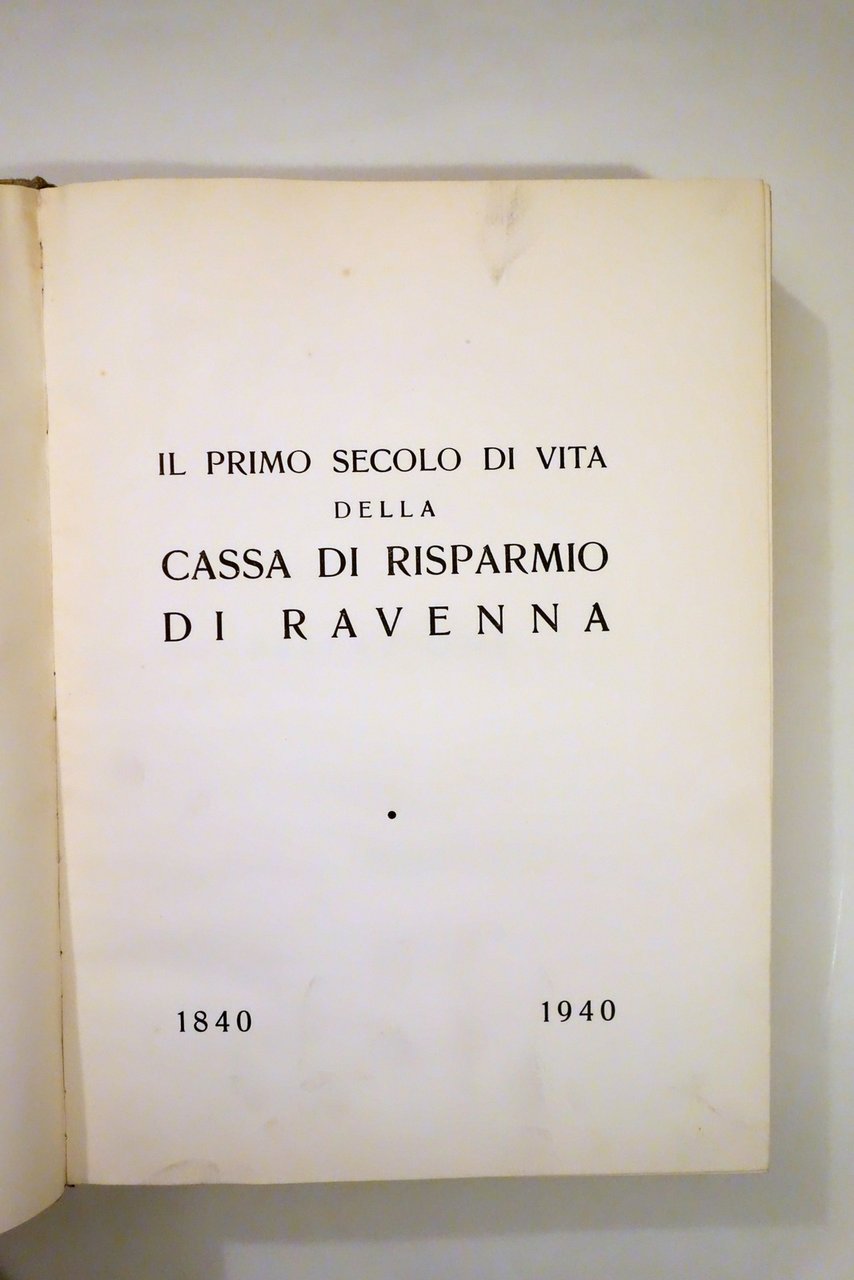 IL PRIMO SECOLO DI VITA
DELLA
CASSA DI RISPARMIO
DI RAVENNA
•
1840 1940